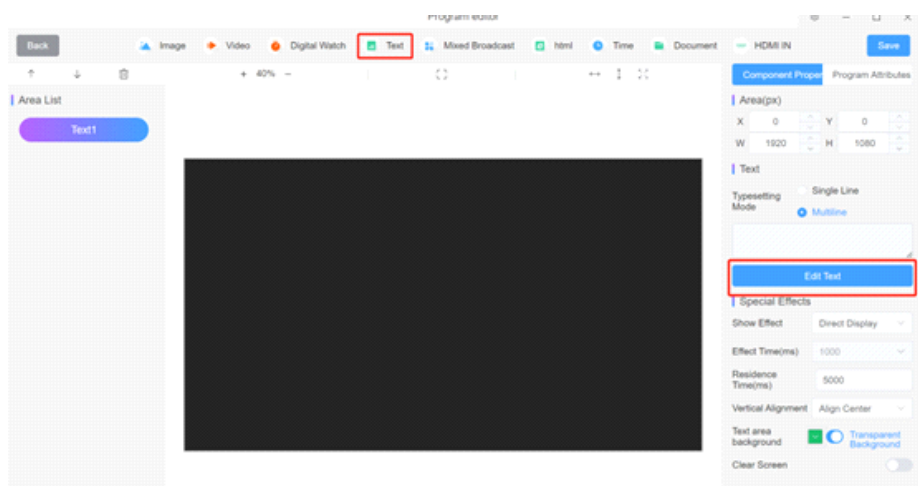 Program editor
Back Image Video Digital Watch Text Mixed Broadcast html Time Document HDMI IN Save
+ 40% −
Component Proper Program Attributes
Area List
Text1
Area(px)
X 0 Y 0
W 1920 H 1080
Text
Typesetting Mode
Single Line
Multiline
Edit Text
Special Effects
Show Effect Direct Display
Effect Time(ms) 1000
Residence Time(ms) 5000
Vertical Alignment Align Center
Text area background Transparent Background
Clear Screen